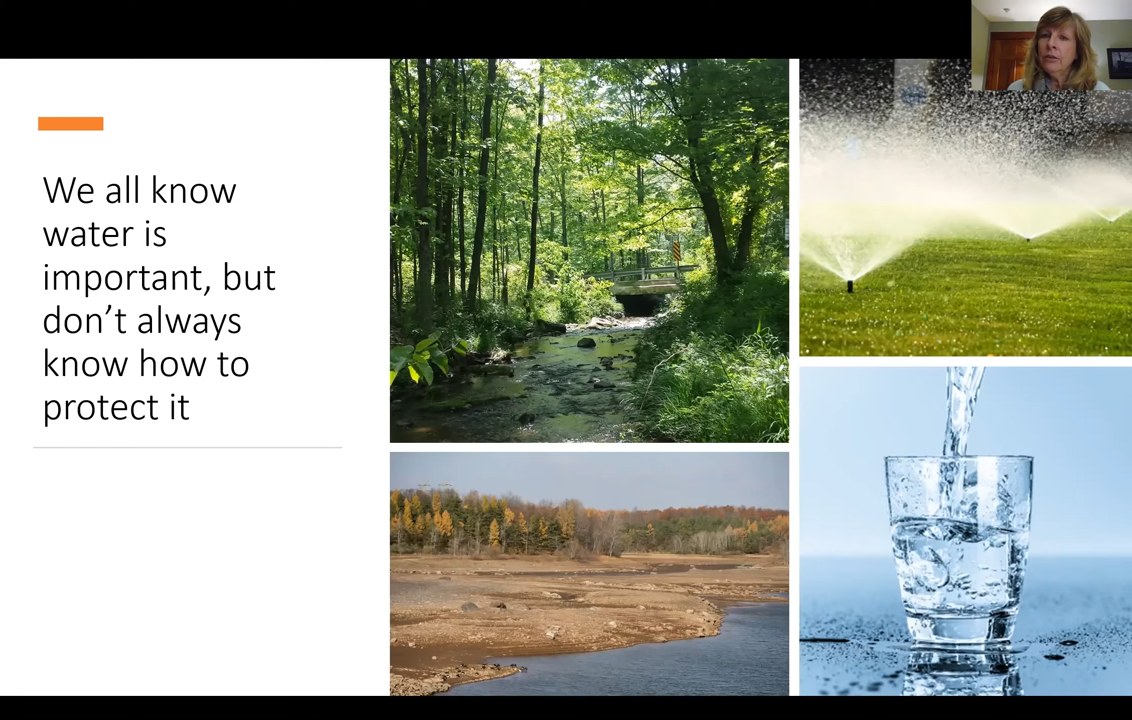 We all know
water is
important, but
don’t always
know how to
protect it